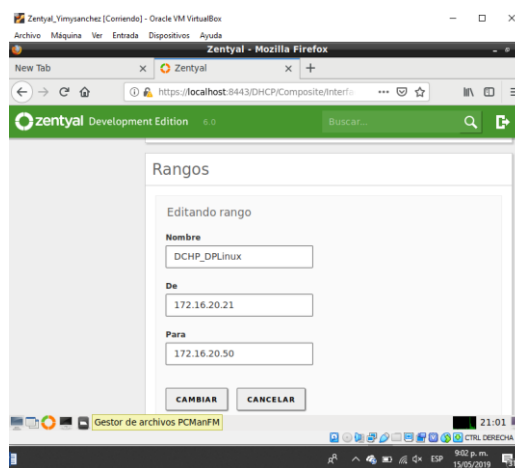 Zentyal_Yimysanchez [Corriendo] - Oracle VM VirtualBox
Archivo Máquina Ver Entrada Dispositivos Ayuda
Zentyal - Mozilla Firefox
New Tab
Zentyal
https://localhost:8443/DHCP/Composite/Interfa
zentyal Development Edition 6.0
Buscar...
Rangos
Editando rango
Nombre
DCHP_DPLinux
De
172.16.20.21
Para
172.16.20.50
CAMBIAR CANCELAR
Gestor de archivos PCManFM
21:01
CTRL DERECHA
ESP
9:02 p. m.
15/05/2019